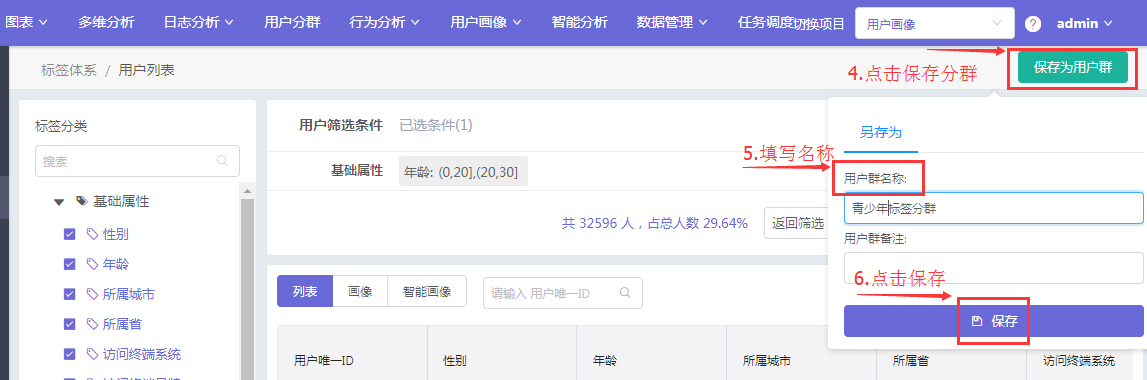 图表 多维分析 日志分析 用户分群 行为分析 用户画像 智能分析 数据管理 任务调度 切换项目 用户画像 ? admin
标签体系 / 用户列表
4.点击保存分群
保存为用户群
标签分类
搜索
基础属性
性别
年龄
所属城市
所属省
访问终端系统
用户筛选条件 已选条件(1)
基础属性 年龄: (0,20],(20,30]
共 32596 人，占总人数 29.64% 返回筛选
列表 画像 智能画像 请输入 用户唯一ID
用户唯一ID 性别 年龄 所属城市 所属省 访问终端系统
另存为
5.填写名称
用户群名称:
青少年标签分群
用户群备注:
6.点击保存
保存